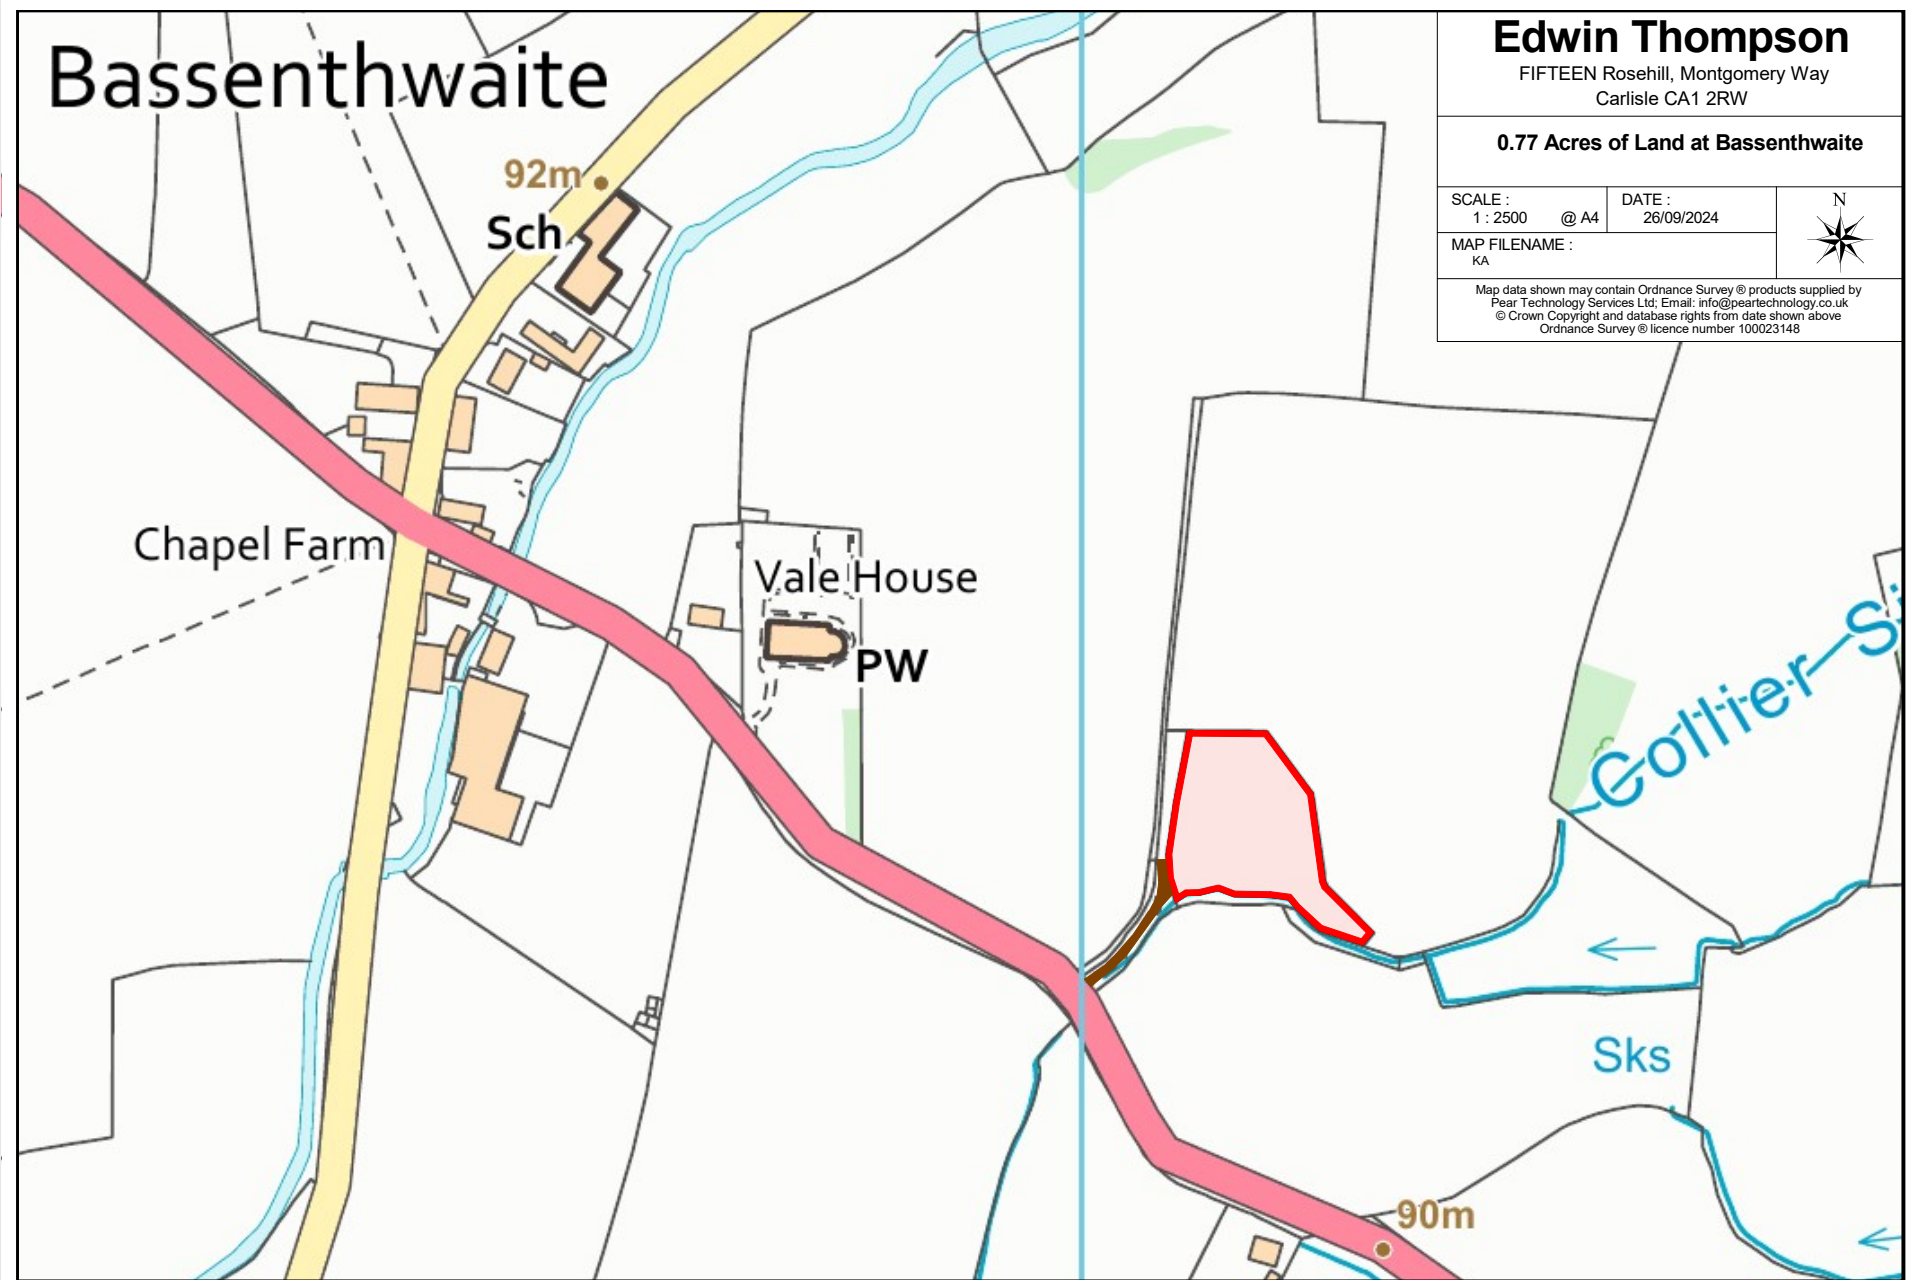 Bassenthwaite
Edwin Thompson
FIFTEEN Rosehill, Montgomery Way
Carlisle CA1 2RW
0.77 Acres of Land at Bassenthwaite
SCALE :
1 : 2500 @ A4
DATE :
26/09/2024
N
MAP FILENAME :
KA
Map data shown may contain Ordnance Survey ® products supplied by
Pear Technology Services Ltd; Email: info@peartechnology.co.uk
© Crown Copyright and database rights from date shown above
Ordnance Survey ® licence number 100023148
92m
Sch
Chapel Farm
Vale House
PW
Collier Si
Sks
90m